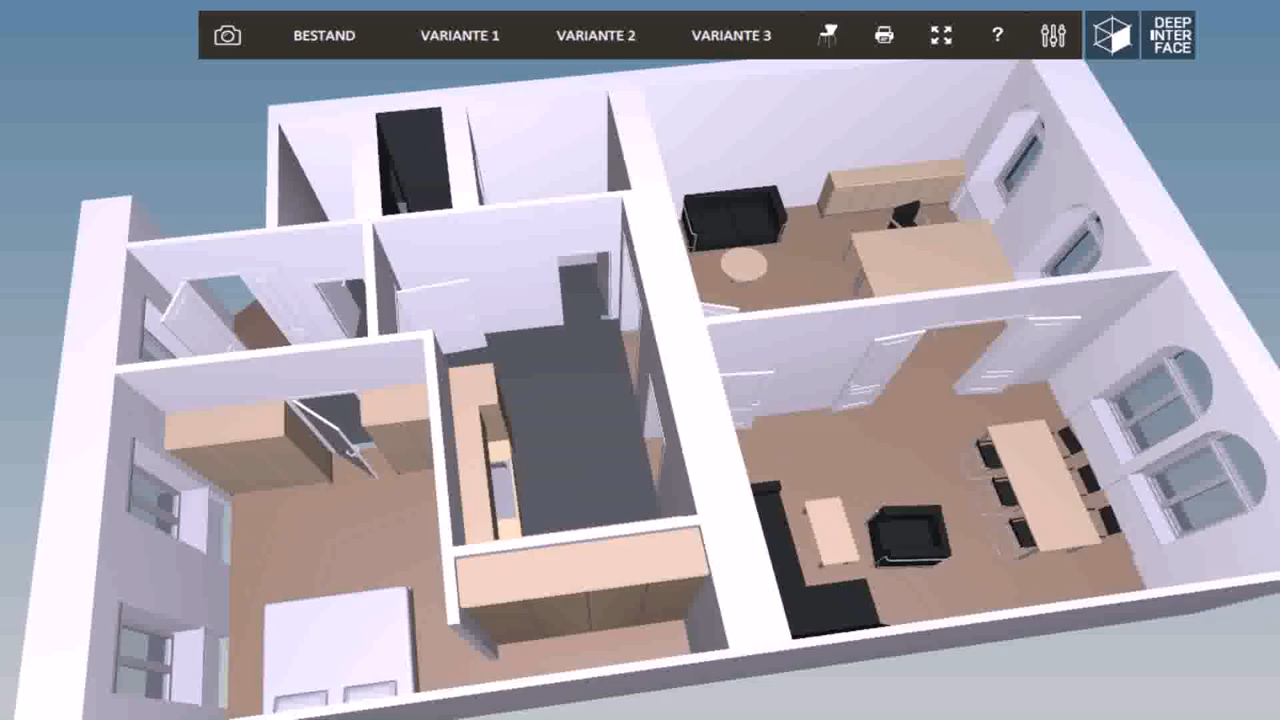 BESTAND VARIANTE 1 VARIANTE 2 VARIANTE 3 ?
DEEP
INTER
FACE